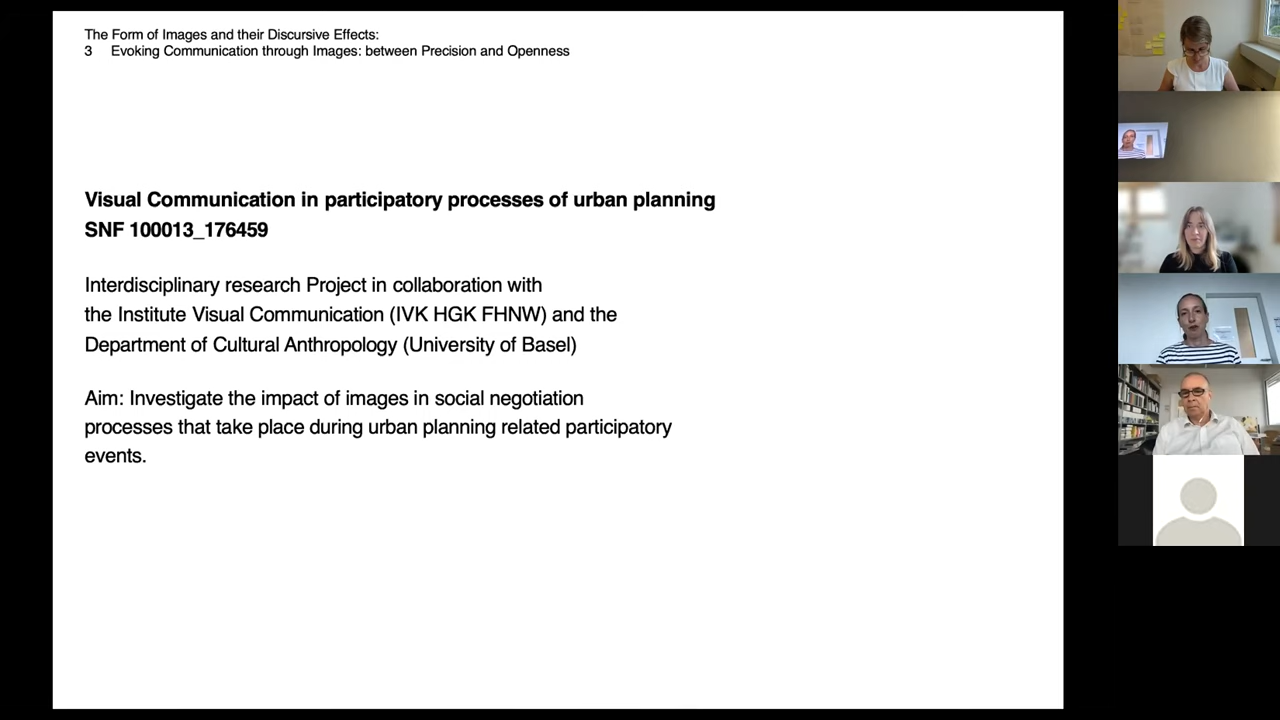 The Form of Images and their Discursive Effects:
3 Evoking Communication through Images: between Precision and Openness
Visual Communication in participatory processes of urban planning
SNF 100013_176459
Interdisciplinary research Project in collaboration with
the Institute Visual Communication (IVK HGK FHNW) and the
Department of Cultural Anthropology (University of Basel)
Aim: Investigate the impact of images in social negotiation
processes that take place during urban planning related participatory
events.